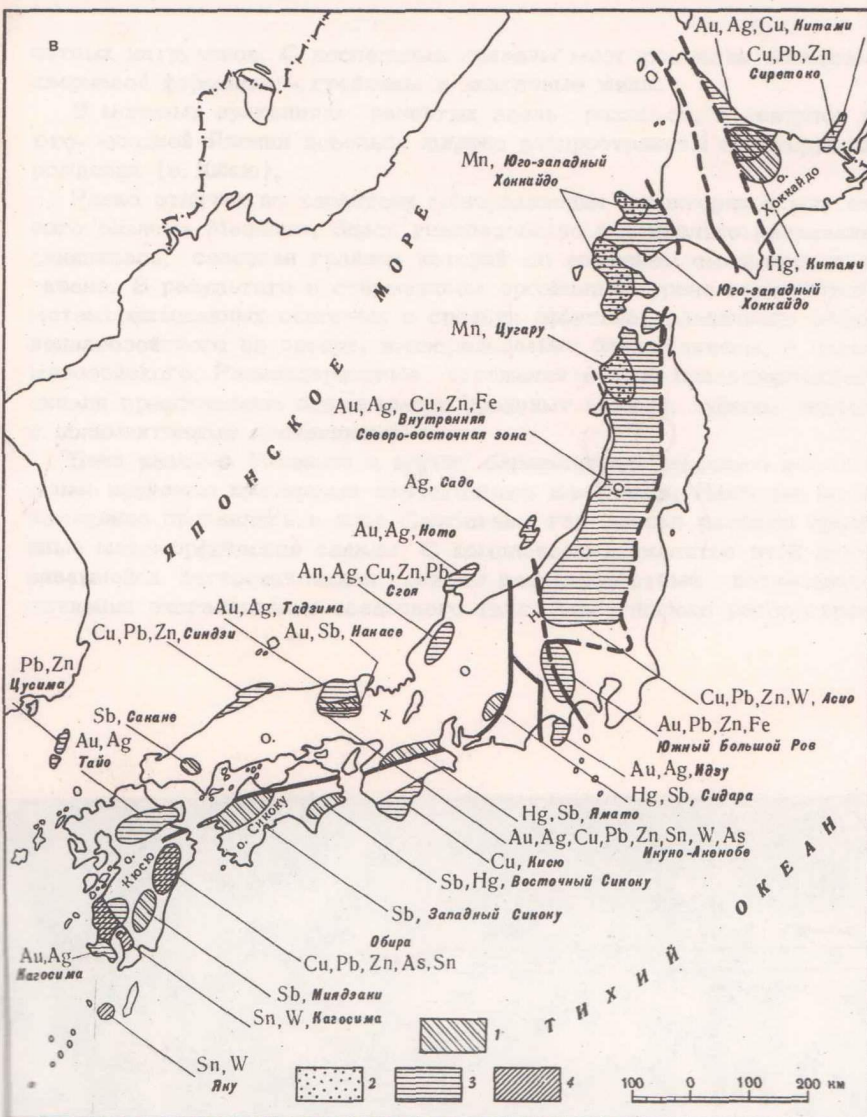 В
Au, Ag, Cu, Китами
Cu, Pb, Zn
Сиретоко
Mn, Юго-западный
Хоккайдо
о. Хоккайдо
Hg, Китами
Юго-западный
Хоккайдо
ЯПОНСКОЕ МОРЕ
Mn, Цугару
Au, Ag, Cu, Zn, Fe
Внутренняя
Северо-восточная зона
Ag, Садо
Au, Ag, Ното
An, Ag, Cu, Zn, Pb
Сгоя
Au, Ag, Тадзима
Cu, Pb, Zn, Синдзи
Au, Sb, Накасе
Pb, Zn
Цусима
Sb, Санане
Au, Ag
Тайо
Cu, Pb, Zn, W, Асио
Au, Pb, Zn, Fe
Южный Большой Ров
Au, Ag, Идзу
Hg, Sb, Сидара
Hg, Sb, Ямато
Au, Ag, Cu, Pb, Zn, Sn, W, As
Икуно-Акенобе
Cu, Кисю
Sb, Hg, Восточный Сикоку
Sb, Западный Сикоку
о. Сикоку
о. Кюсю
Обира
Cu, Pb, Zn, As, Sn
Au, Ag
Кагосима
Sb, Миядзани
Sn, W, Кагосима
Sn, W
Яку
ТИХИЙ ОКЕАН
1
2
3
4
100 0 100 200 км